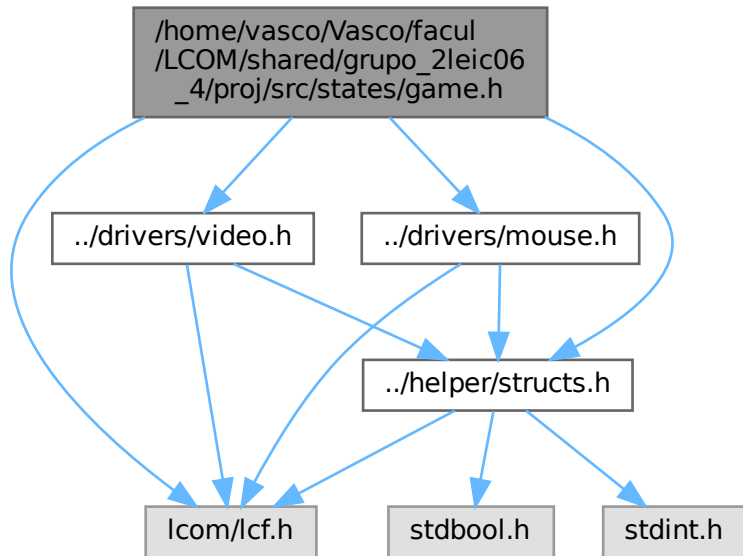 /home/vasco/Vasco/facul
/LCOM/shared/grupo_2leic06
_4/proj/src/states/game.h
../drivers/video.h
../drivers/mouse.h
../helper/structs.h
lcom/lcf.h
stdbool.h
stdint.h